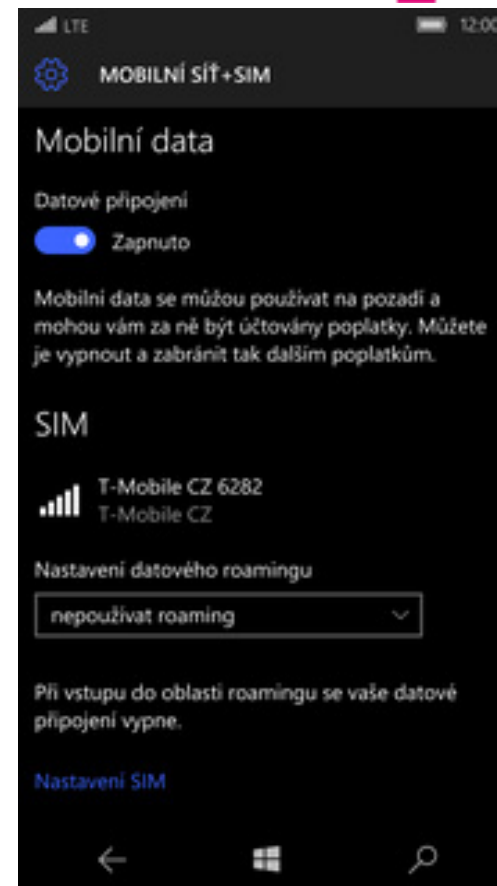 LTE 12:00
MOBILNÍ SÍŤ+SIM
Mobilní data
Datové připojení
Zapnuto
Mobilní data se můžou používat na pozadí a
mohou vám za ně být účtovány poplatky. Můžete
je vypnout a zabránit tak dalším poplatkům.
SIM
T-Mobile CZ 6282
T-Mobile CZ
Nastavení datového roamingu
nepoužívat roaming
Při vstupu do oblasti roamingu se vaše datové
připojení vypne.
Nastavení SIM